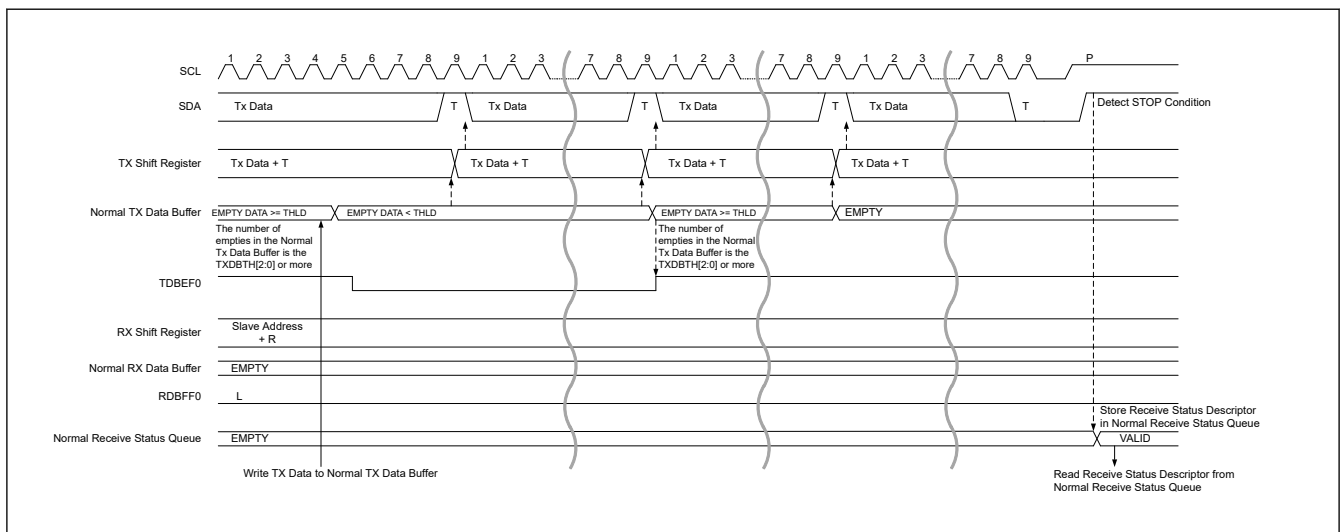 1 2 3 4 5 6 7 8 9 1 2 3 7 8 9 1 2 3 7 8 9 1 2 3 7 8 9 P
SCL
SDA Tx Data T Tx Data T Tx Data T Tx Data T Detect STOP Condition
TX Shift Register Tx Data + T Tx Data + T Tx Data + T Tx Data + T
Normal TX Data Buffer EMPTY DATA >= THLD EMPTY DATA < THLD EMPTY DATA >= THLD EMPTY
The number of
empties in the Normal
Tx Data Buffer is the
TXDBTH[2:0] or more
The number of
empties in the Normal
Tx Data Buffer is the
TXDBTH[2:0] or more
TDBEF0
RX Shift Register Slave Address
+ R
Normal RX Data Buffer EMPTY
RDBFF0 L
Store Receive Status Descriptor
in Normal Receive Status Queue
Normal Receive Status Queue EMPTY VALID
Write TX Data to Normal TX Data Buffer
Read Receive Status Descriptor from
Normal Receive Status Queue